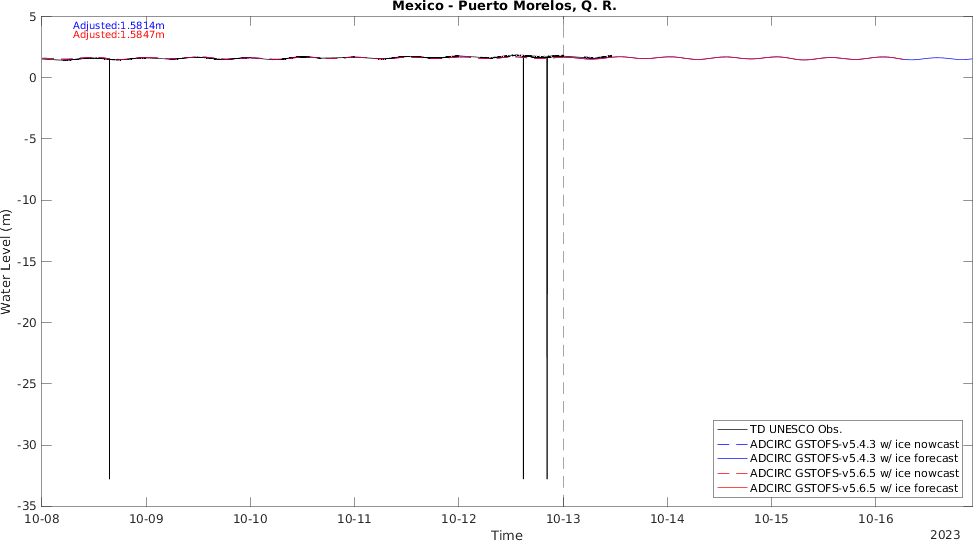 Mexico - Puerto Morelos, Q. R.
Adjusted:1.5814m
Adjusted:1.5847m
5
0
-5
-10
-15
-20
-25
-30
-35
Water Level (m)
10-08
10-09
10-10
10-11
10-12
10-13
10-14
10-15
10-16
Time
2023
TD UNESCO Obs.
ADCIRC GSTOFS-v5.4.3 w/ ice nowcast
ADCIRC GSTOFS-v5.4.3 w/ ice forecast
ADCIRC GSTOFS-v5.6.5 w/ ice nowcast
ADCIRC GSTOFS-v5.6.5 w/ ice forecast